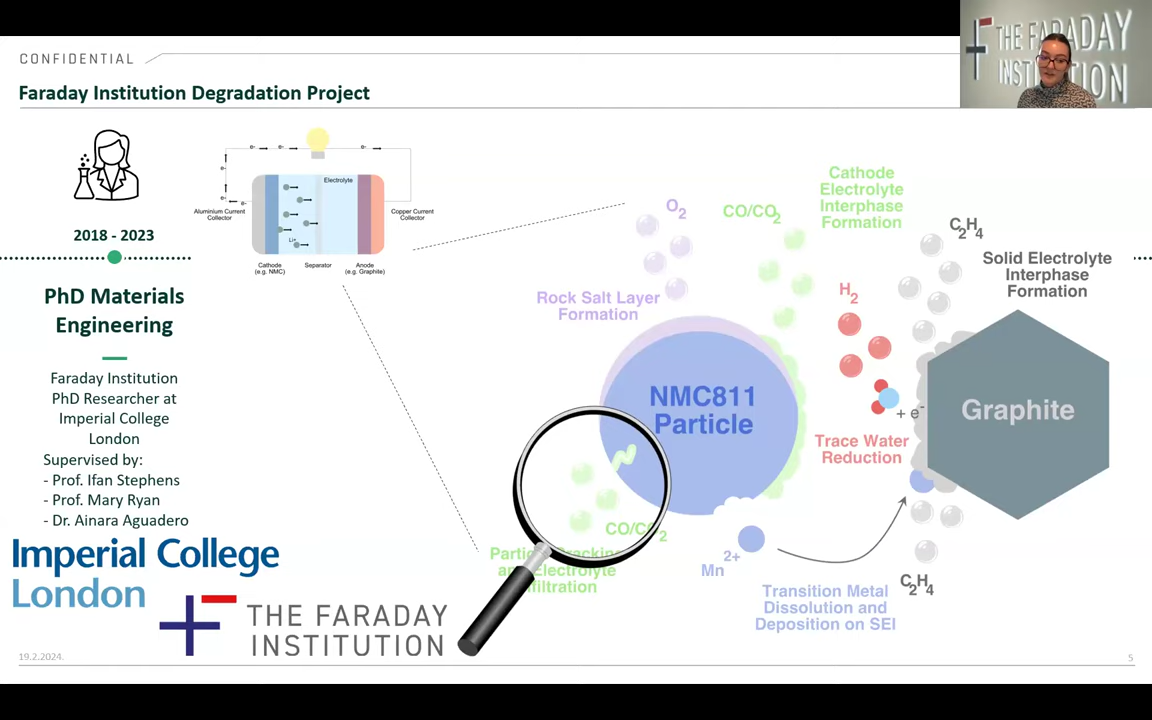 CONFIDENTIAL
THE FARADAY
INSTITUTION
Faraday Institution Degradation Project
2018 - 2023
PhD Materials
Engineering
Faraday Institution
PhD Researcher at
Imperial College
London
Supervised by:
- Prof. Ifan Stephens
- Prof. Mary Ryan
- Dr. Ainara Aguadero
Imperial College
London
THE FARADAY
INSTITUTION
e-
e-
e-
e-
e-
e-
e-
Electrolyte
Aluminium Current
Collector
Copper Current
Collector
Li+
Cathode
(e.g. NMC)
Separator
Anode
(e.g. Graphite)
O2
CO/CO2
Cathode
Electrolyte
Interphase
Formation
C2H4
Solid Electrolyte
Interphase
Formation
Rock Salt Layer
Formation
H2
NMC811
Particle
Graphite
+ e-
Trace Water
Reduction
CO/CO2
Particle Cracking
and Electrolyte
Infiltration
Mn2+
Transition Metal
Dissolution and
Deposition on SEI
C2H4
19.2.2024.
5